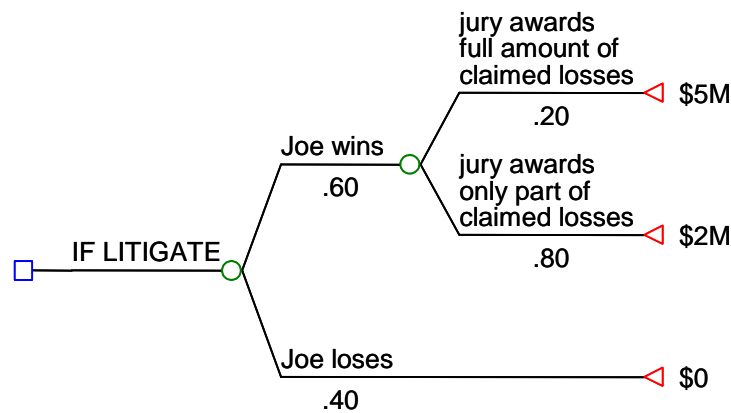 jury awards
full amount of
claimed losses
$5M
.20
Joe wins
.60
jury awards
only part of
claimed losses
$2M
.80
IF LITIGATE
Joe loses
$0
.40